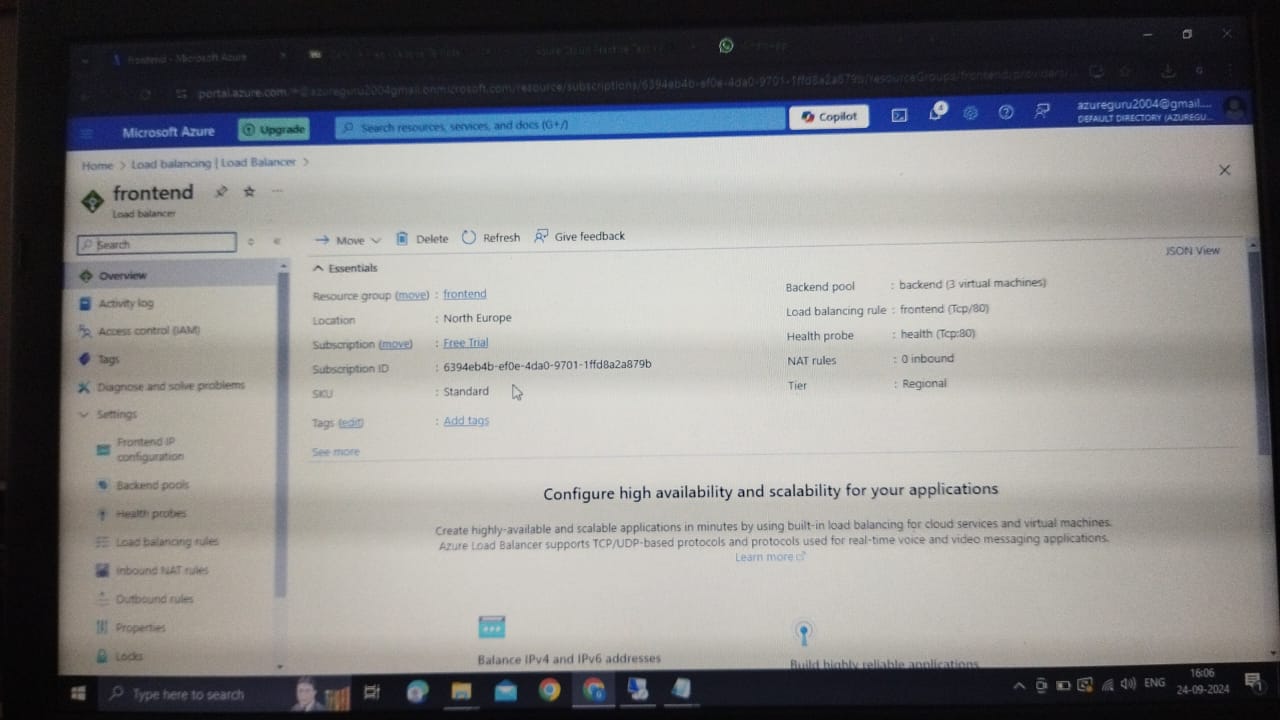 frontend - Microsoft Azure
portal.azure.com
azureguru2004gmail.onmicrosoft.com/resource/subscriptions/6394eb4b-ef0e-4da0-9701-1ffd8a2a879b/resourceGroups/frontend/providers/...
Microsoft Azure
Upgrade
Search resources, services, and docs (G+/)
Copilot
4
azureguru2004@gmail....
DEFAULT DIRECTORY (AZUREGU...
Home > Load balancing | Load Balancer >
frontend
Load balancer
Search
Move
Delete
Refresh
Give feedback
JSON View
Overview
Activity log
Access control (IAM)
Tags
Diagnose and solve problems
Settings
Frontend IP
configuration
Backend pools
Health probes
Load balancing rules
Inbound NAT rules
Outbound rules
Properties
Locks
Essentials
Resource group (move) : frontend
Location : North Europe
Subscription (move) : Free Trial
Subscription ID : 6394eb4b-ef0e-4da0-9701-1ffd8a2a879b
SKU : Standard
Tags (edit) : Add tags
See more
Backend pool : backend (3 virtual machines)
Load balancing rule : frontend (Tcp/80)
Health probe : health (Tcp:80)
NAT rules : 0 inbound
Tier : Regional
Configure high availability and scalability for your applications
Create highly-available and scalable applications in minutes by using built-in load balancing for cloud services and virtual machines.
Azure Load Balancer supports TCP/UDP-based protocols and protocols used for real-time voice and video messaging applications.
Learn more
Balance IPv4 and IPv6 addresses
Build highly reliable applications
Type here to search
ENG
16:06
24-09-2024
1